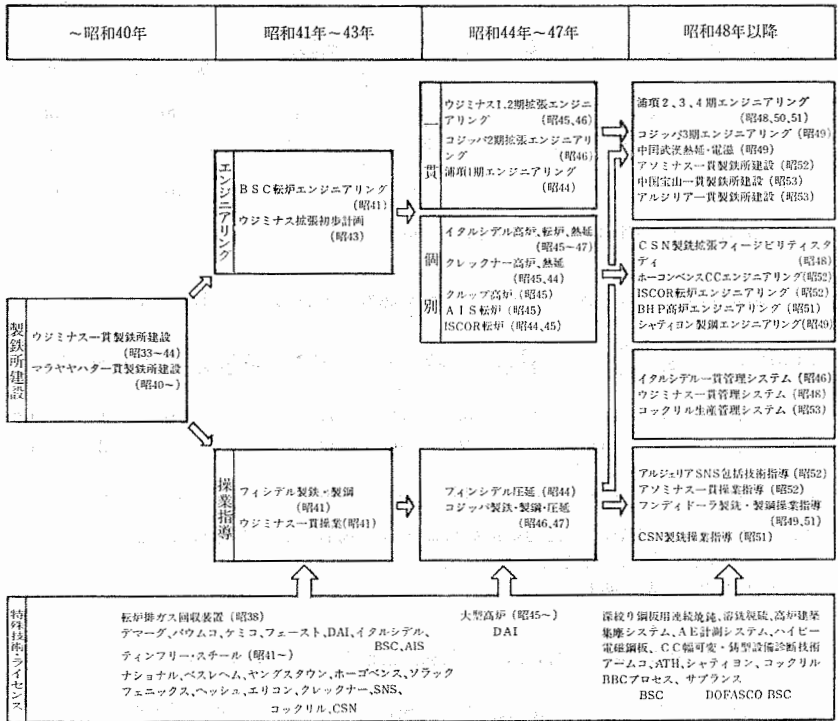 ～昭和40年
昭和41年～43年
昭和44年～47年
昭和48年以降
製鉄所建設
ウジミナス一貫製鉄所建設
(昭33～44)
マラヤヤハタ一貫製鉄所建設
(昭40～)
エンジニアリング
BSC転炉エンジニアリング
(昭41)
ウジミナス拡張初歩計画
(昭43)
操業指導
フィシデル製鉄・製鋼
(昭41)
ウジミナス一貫操業(昭41)
一貫
ウジミナス1、2期拡張エンジニ
アリング (昭45、46)
コジッパ2期拡張エンジニアリ
ング (昭46)
浦項1期エンジニアリング
(昭44)
個別
イタルシデル高炉、転炉、熱延
(昭45～47)
クレックナー高炉、熱延
(昭45、44)
クルップ高炉 (昭45)
AIS転炉 (昭45)
ISCOR転炉 (昭44、45)
フィンシデル圧延 (昭44)
コジッパ製鉄・製鋼・圧延
(昭46、47)
浦項2、3、4期エンジニアリング
(昭48、50、51)
コジッパ3期エンジニアリング (昭49)
中国武漢熱延・電磁 (昭49)
アソミナス一貫製鉄所建設 (昭52)
中国宝山一貫製鉄所建設 (昭53)
アルジリア一貫製鉄所建設 (昭53)
CSN製鉄拡張フィージビリティスタ
ディ (昭48)
ホーコンベンスCCエンジニアリング(昭52)
ISCOR転炉エンジニアリング (昭52)
BHP高炉エンジニアリング (昭51)
シャティヨン製鋼エンジニアリング(昭49)
イタルシデル一貫管理システム (昭46)
ウジミナス一貫管理システム (昭48)
コックリル生産管理システム (昭53)
アルジェリアSNS包括技術指導 (昭52)
アソミナス一貫操業指導 (昭52)
フンディドーラ製銑・製鋼操業指導
(昭49、51)
CSN製鉄操業指導 (昭51)
特殊技術・ライセンス
転炉排ガス回収装置 (昭38)
デマーグ、バウムコ、ケミコ、フェースト、DAI、イタルシデル、
BSC、AIS
ティンフリー・スチール (昭41～)
ナショナル、ベスレヘム、ヤングスタウン、ホーゴベンス、ソラック
フェニックス、ヘッシュ、エリコン、クレックナー、SNS、
コックリル、CSN
大型高炉 (昭45～)
DAI
深絞り鋼板用連続焼鈍、溶銑脱硫、高炉建築
集塵システム、AE計測システム、ハイビー
電磁鋼板、CC幅可変・鋳型設備診断技術
アームコ、ATH、シャティヨン、コックリル
BBCプロセス、サブランス
BSC DOFASCO BSC